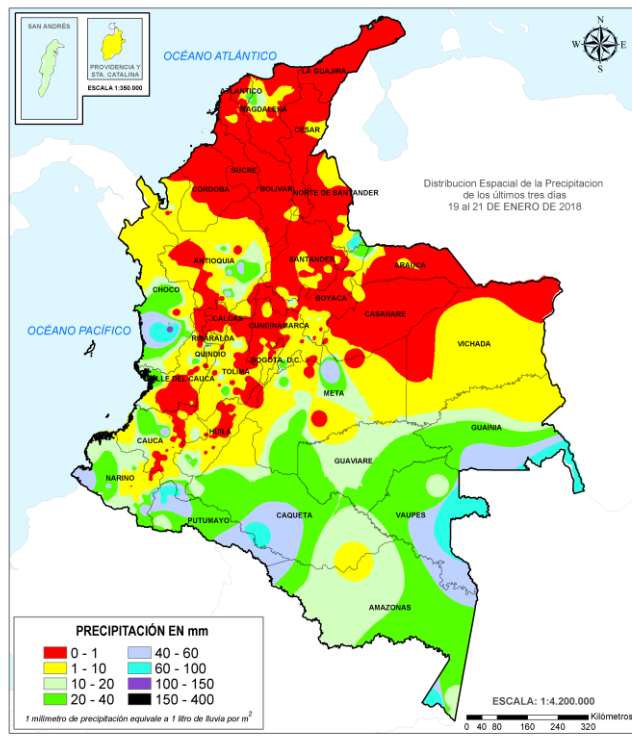 SAN ANDRÉS
PROVIDENCIA Y
STA. CATALINA
ESCALA 1:350.000
OCÉANO ATLÁNTICO
N
W E
S
LA GUAJIRA
ATLANTICO
MAGDALENA
CESAR
SUCRE
CORDOBA
BOLIVAR
NORTE DE SANTANDER
Distribucion Espacial de la Precipitacion
de los últimos tres días
19 al 21 DE ENERO DE 2018
ANTIOQUIA
SANTANDER
ARAUCA
CHOCO
BOYACA
CASANARE
OCÉANO PACÍFICO
CALDAS
CUNDINAMARCA
RISARALDA
VICHADA
QUINDIO
BOGOTA. D.C.
VALLE DEL CAUCA
TOLIMA
META
HUILA
GUAINIA
CAUCA
GUAVIARE
NARINO
PUTUMAYO
CAQUETA
VAUPES
AMAZONAS
PRECIPITACIÓN EN mm
0 - 1 40 - 60
1 - 10 60 - 100
10 - 20 100 - 150
20 - 40 150 - 400
1 milimetro de precipitación equivale a 1 litro de lluvia por m²
ESCALA: 1:4.200.000
Kilómetros
0 40 80 160 240 320